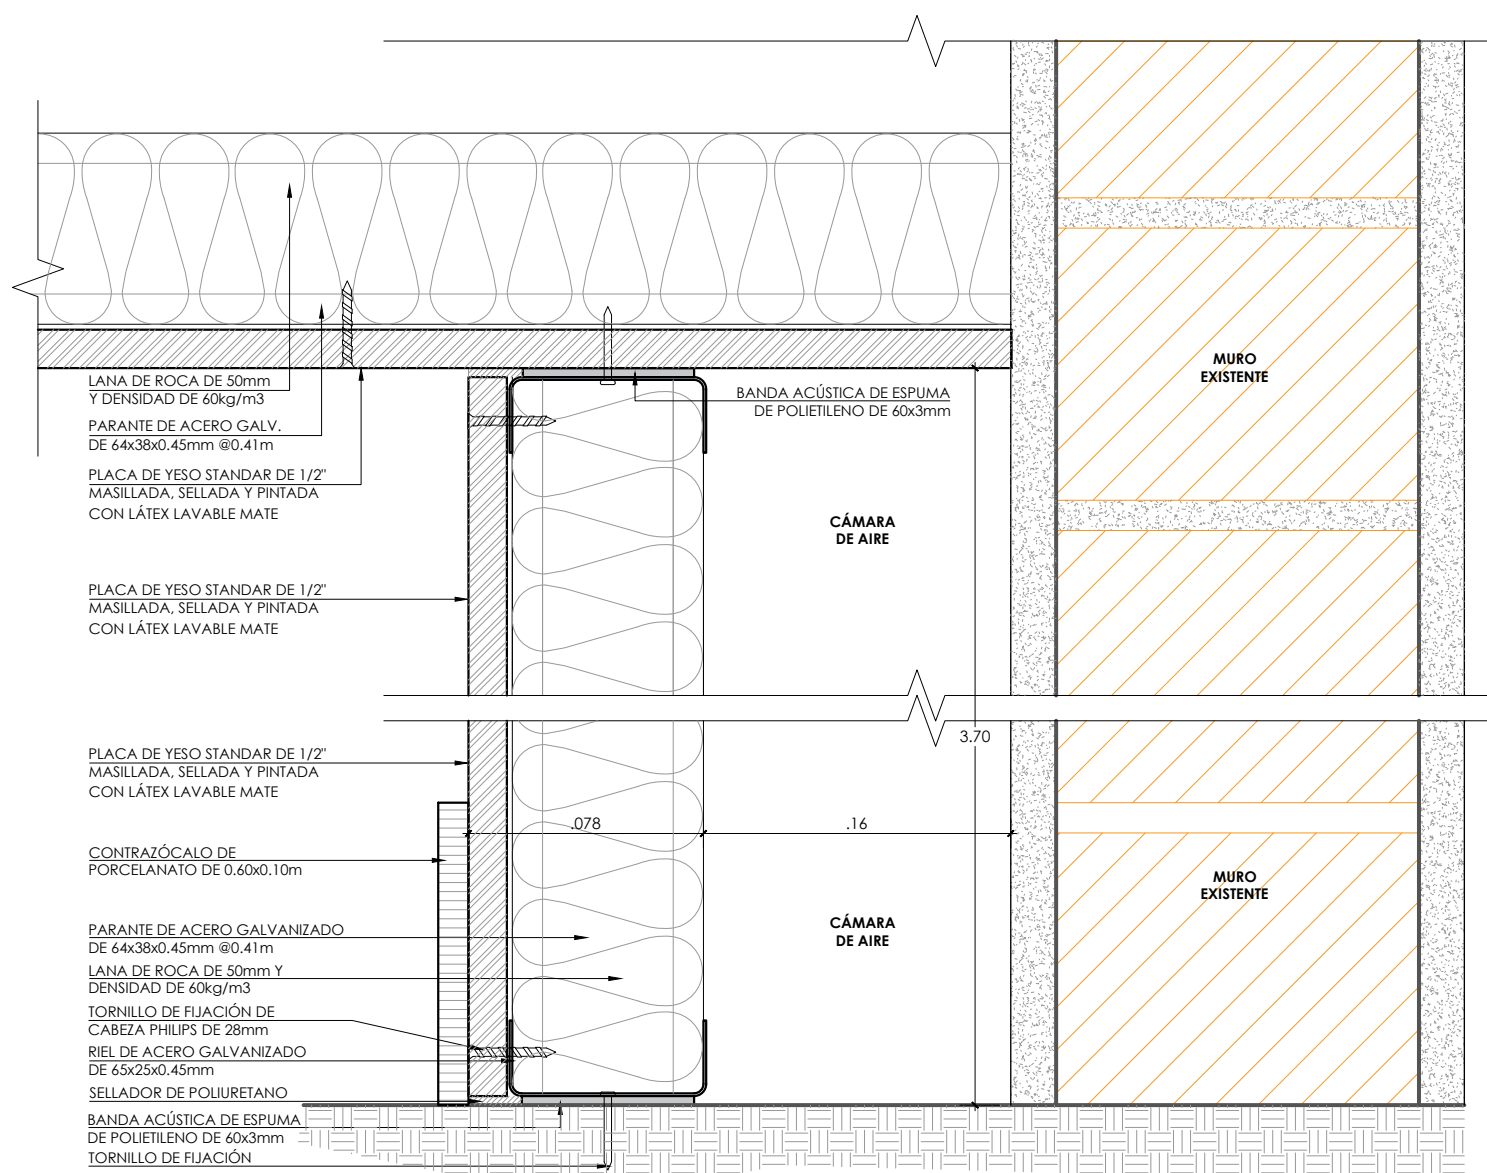 LANA DE ROCA DE 50mm
Y DENSIDAD DE 60kg/m3
PARANTE DE ACERO GALV.
DE 64x38x0.45mm @0.41m
PLACA DE YESO STANDAR DE 1/2"
MASILLADA, SELLADA Y PINTADA
CON LÁTEX LAVABLE MATE
BANDA ACÚSTICA DE ESPUMA
DE POLIETILENO DE 60x3mm
MURO
EXISTENTE
CÁMARA
DE AIRE
PLACA DE YESO STANDAR DE 1/2"
MASILLADA, SELLADA Y PINTADA
CON LÁTEX LAVABLE MATE
3.70
PLACA DE YESO STANDAR DE 1/2"
MASILLADA, SELLADA Y PINTADA
CON LÁTEX LAVABLE MATE
.078
.16
CONTRAZÓCALO DE
PORCELANATO DE 0.60x0.10m
MURO
EXISTENTE
CÁMARA
DE AIRE
PARANTE DE ACERO GALVANIZADO
DE 64x38x0.45mm @0.41m
LANA DE ROCA DE 50mm Y
DENSIDAD DE 60kg/m3
TORNILLO DE FIJACIÓN DE
CABEZA PHILIPS DE 28mm
RIEL DE ACERO GALVANIZADO
DE 65x25x0.45mm
SELLADOR DE POLIURETANO
BANDA ACÚSTICA DE ESPUMA
DE POLIETILENO DE 60x3mm
TORNILLO DE FIJACIÓN